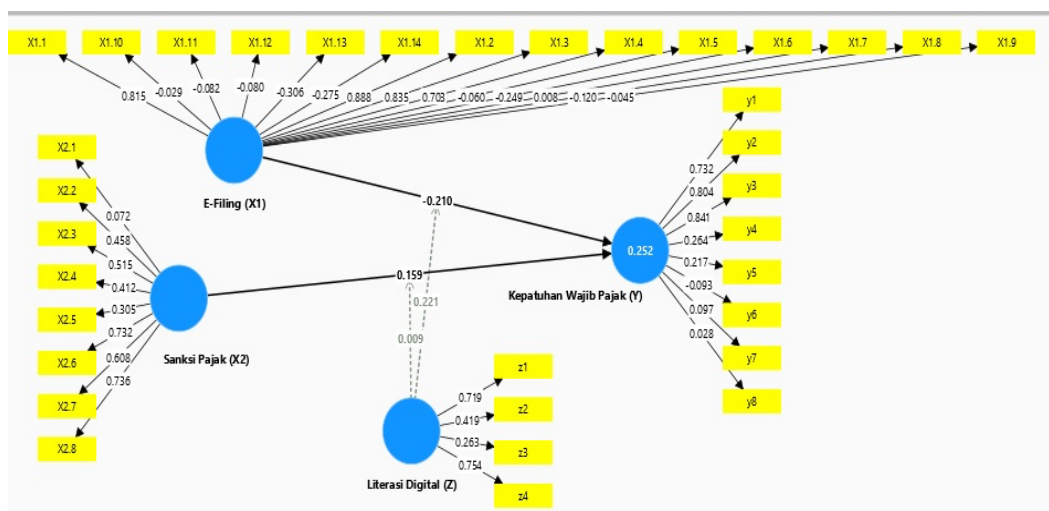 X1.1 X1.10 X1.11 X1.12 X1.13 X1.14 X1.2 X1.3 X1.4 X1.5 X1.6 X1.7 X1.8 X1.9
0.815 -0.029 -0.082 -0.080 -0.306 -0.275 0.888 0.835 0.703 -0.060 -0.249 0.008 -0.120 -0.045
E-Filing (X1)
X2.1
X2.2
X2.3
X2.4
X2.5
X2.6
X2.7
X2.8
0.072
0.458
0.515
0.412
0.305
0.732
0.608
0.736
Sanksi Pajak (X2)
-0.210
0.159
0.221
0.009
0.252
Kepatuhan Wajib Pajak (Y)
y1
y2
y3
y4
y5
y6
y7
y8
0.732
0.804
0.841
0.264
0.217
-0.093
0.097
0.028
Literasi Digital (Z)
0.719
0.419
0.263
0.754
z1
z2
z3
z4